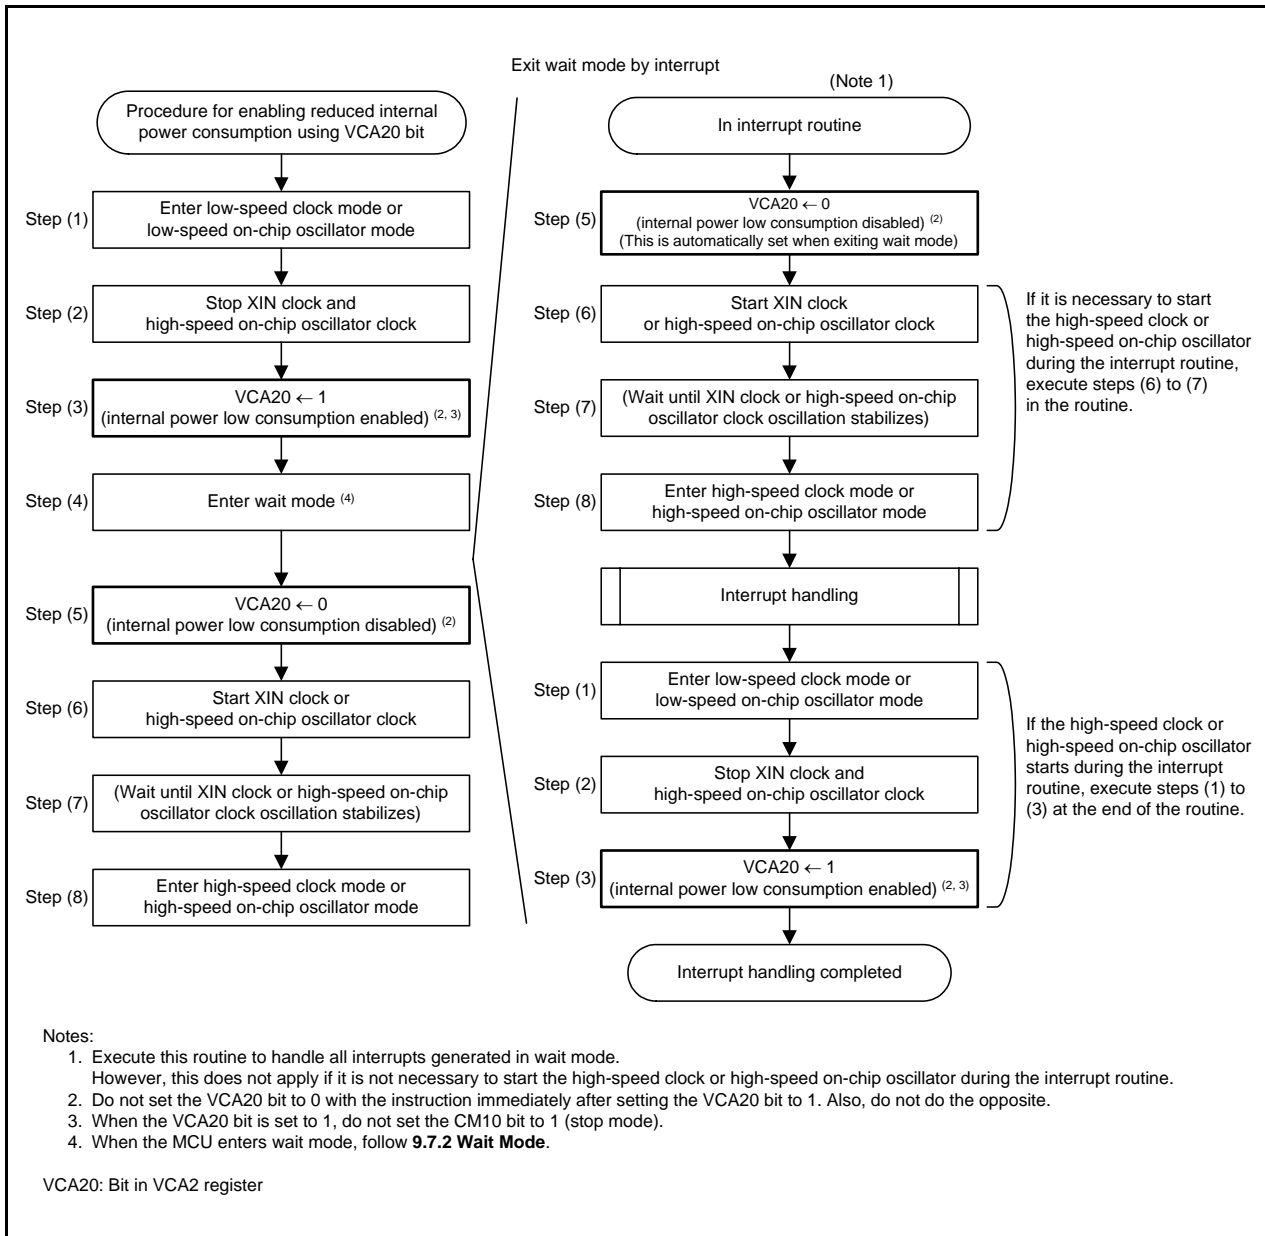 Exit wait mode by interrupt
(Note 1)
Procedure for enabling reduced internal
power consumption using VCA20 bit
Step (1)
Enter low-speed clock mode or
low-speed on-chip oscillator mode
Step (2)
Stop XIN clock and
high-speed on-chip oscillator clock
Step (3)
VCA20 ← 1
(internal power low consumption enabled) (2, 3)
Step (4)
Enter wait mode (4)
Step (5)
VCA20 ← 0
(internal power low consumption disabled) (2)
Step (6)
Start XIN clock or
high-speed on-chip oscillator clock
Step (7)
(Wait until XIN clock or high-speed on-chip
oscillator clock oscillation stabilizes)
Step (8)
Enter high-speed clock mode or
high-speed on-chip oscillator mode
In interrupt routine
Step (5)
VCA20 ← 0
(internal power low consumption disabled) (2)
(This is automatically set when exiting wait mode)
Step (6)
Start XIN clock
or high-speed on-chip oscillator clock
Step (7)
(Wait until XIN clock or high-speed on-chip
oscillator clock oscillation stabilizes)
Step (8)
Enter high-speed clock mode or
high-speed on-chip oscillator mode
If it is necessary to start
the high-speed clock or
high-speed on-chip oscillator
during the interrupt routine,
execute steps (6) to (7)
in the routine.
Interrupt handling
Step (1)
Enter low-speed clock mode or
low-speed on-chip oscillator mode
Step (2)
Stop XIN clock and
high-speed on-chip oscillator clock
Step (3)
VCA20 ← 1
(internal power low consumption enabled) (2, 3)
If the high-speed clock or
high-speed on-chip oscillator
starts during the interrupt
routine, execute steps (1) to
(3) at the end of the routine.
Interrupt handling completed
Notes:
1. Execute this routine to handle all interrupts generated in wait mode.
However, this does not apply if it is not necessary to start the high-speed clock or high-speed on-chip oscillator during the interrupt routine.
2. Do not set the VCA20 bit to 0 with the instruction immediately after setting the VCA20 bit to 1. Also, do not do the opposite.
3. When the VCA20 bit is set to 1, do not set the CM10 bit to 1 (stop mode).
4. When the MCU enters wait mode, follow 9.7.2 Wait Mode.
VCA20: Bit in VCA2 register